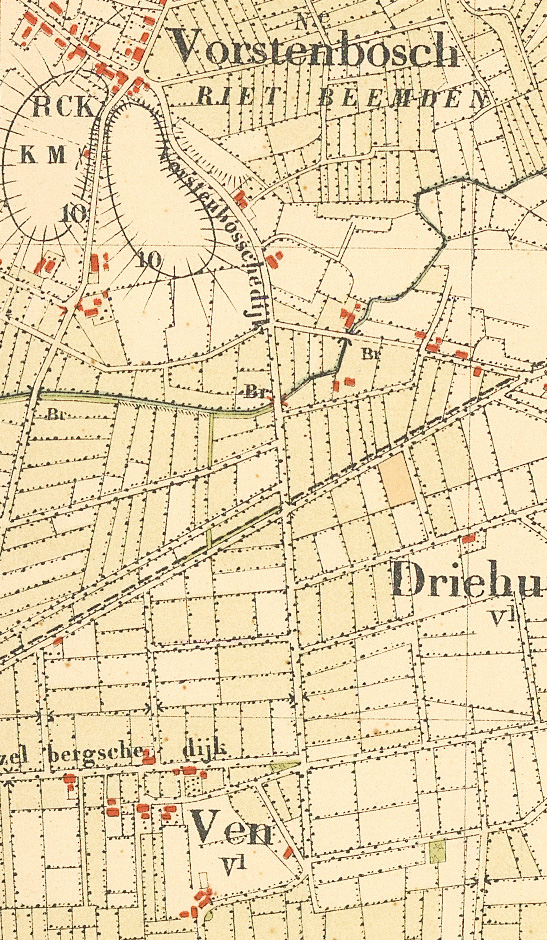 Ne
Vorstenbosch
RIET BEEMDEN
RCK
KM
10
10
Vorstenbosschedijk
Br
Br
Br
Driehu
Vl
zel bergsche dijk
Ven
Vl